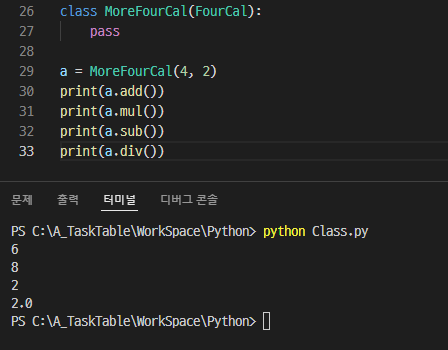 26 class MoreFourCal(FourCal):
27     pass
28
29 a = MoreFourCal(4, 2)
30 print(a.add())
31 print(a.mul())
32 print(a.sub())
33 print(a.div())
문제 출력 터미널 디버그 콘솔
PS C:\A_TaskTable\WorkSpace\Python> python Class.py
6
8
2
2.0
PS C:\A_TaskTable\WorkSpace\Python>